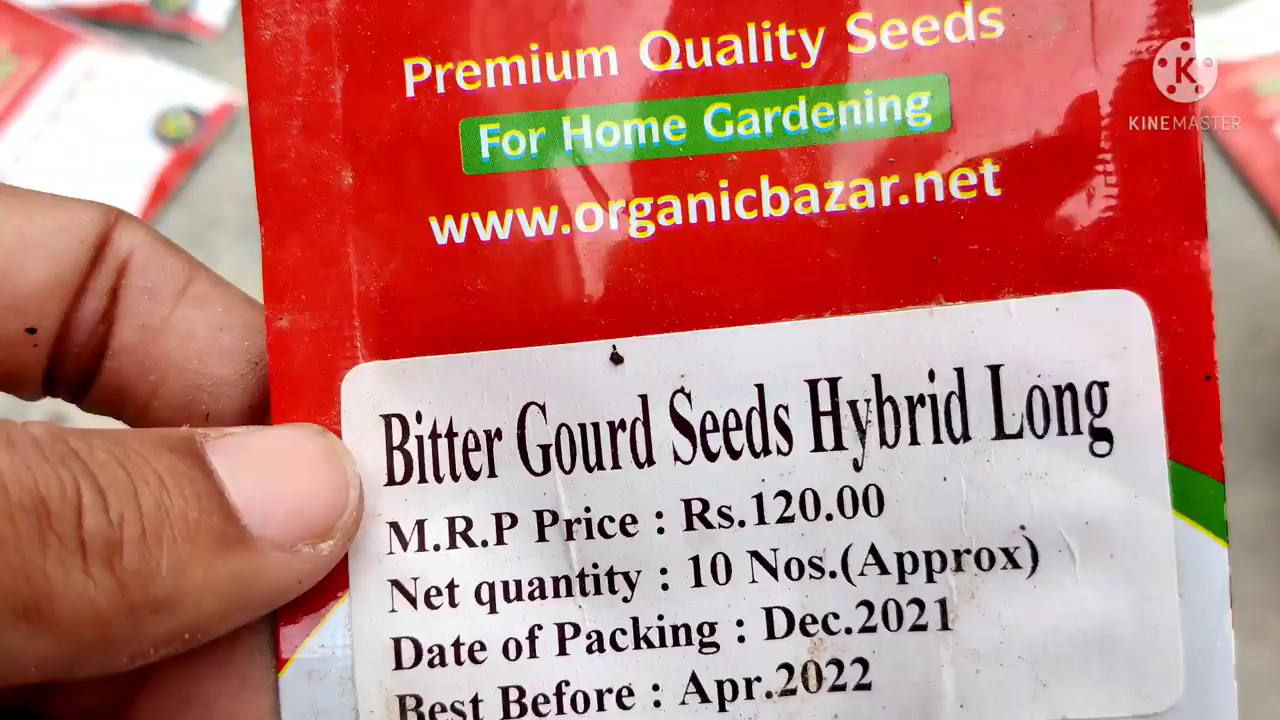 Premium Quality Seeds
For Home Gardening
www.organicbazar.net
K
KINEMASTER
Bitter Gourd Seeds Hybrid Long
M.R.P Price : Rs.120.00
Net quantity : 10 Nos.(Approx)
Date of Packing : Dec.2021
Best Before : Apr.2022